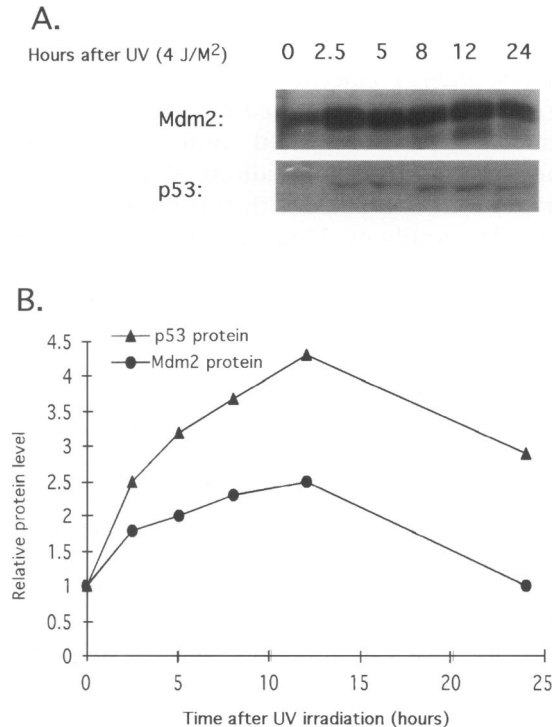 A.
Hours after UV (4 J/M²) 0 2.5 5 8 12 24
Mdm2:
p53:
B.
p53 protein
Mdm2 protein
Relative protein level
4.5
4
3.5
3
2.5
2
1.5
1
0.5
0
0 5 10 15 20 25
Time after UV irradiation (hours)